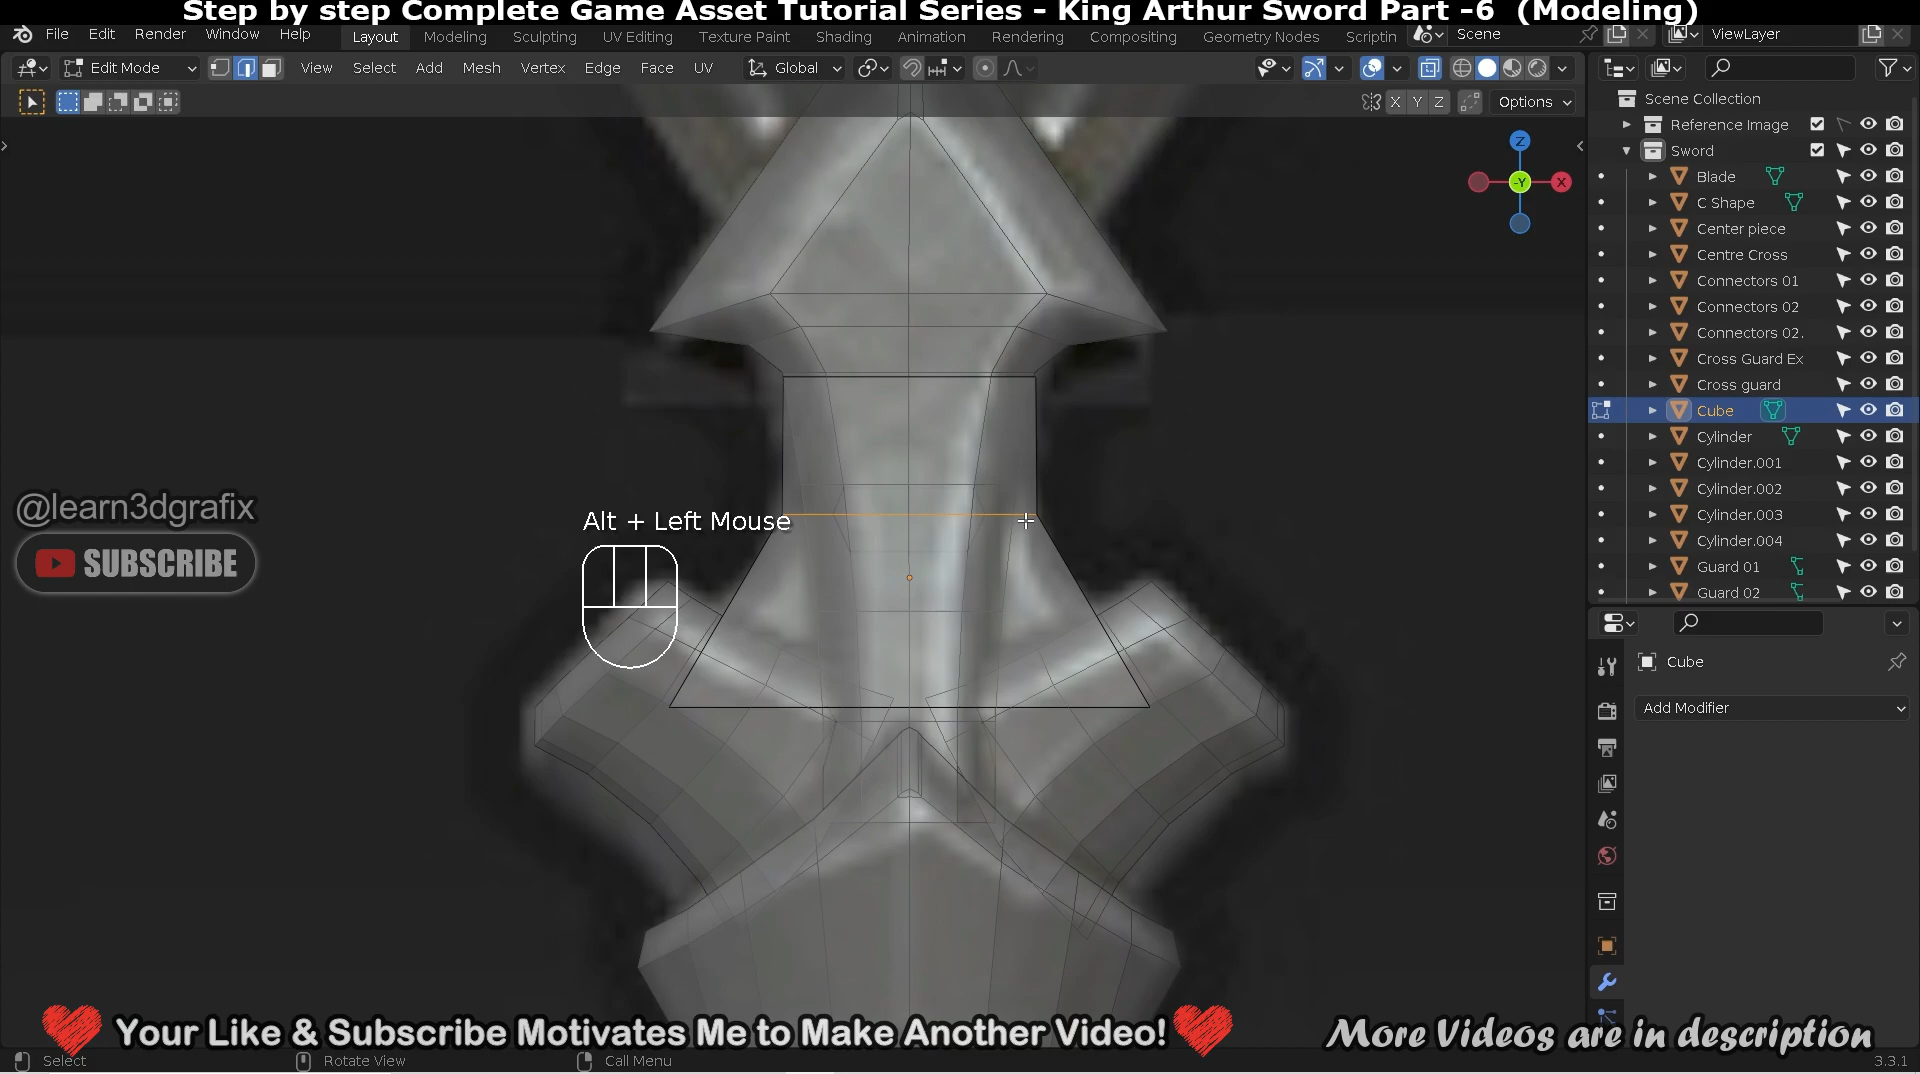 Step by step Complete Game Asset Tutorial Series - King Arthur Sword Part -6 (Modeling)
File Edit Render Window Help Layout Modeling Sculpting UV Editing Texture Paint Shading Animation Rendering Compositing Geometry Nodes Scriptin Scene ViewLayer
Edit Mode View Select Add Mesh Vertex Edge Face UV Global
X Y Z Options
Scene Collection
Reference Image
Sword
Blade
C Shape
Center piece
Centre Cross
Connectors 01
Connectors 02
Connectors 02.
Cross Guard Ex
Cross guard
Cube
Cylinder
Cylinder.001
Cylinder.002
Cylinder.003
Cylinder.004
Guard 01
Guard 02
Z
-Y
X
@learn3dgrafix
SUBSCRIBE
Alt + Left Mouse
Cube
Add Modifier
Your Like & Subscribe Motivates Me to Make Another Video!
More Videos are in description
Select Rotate View Call Menu 3.3.1